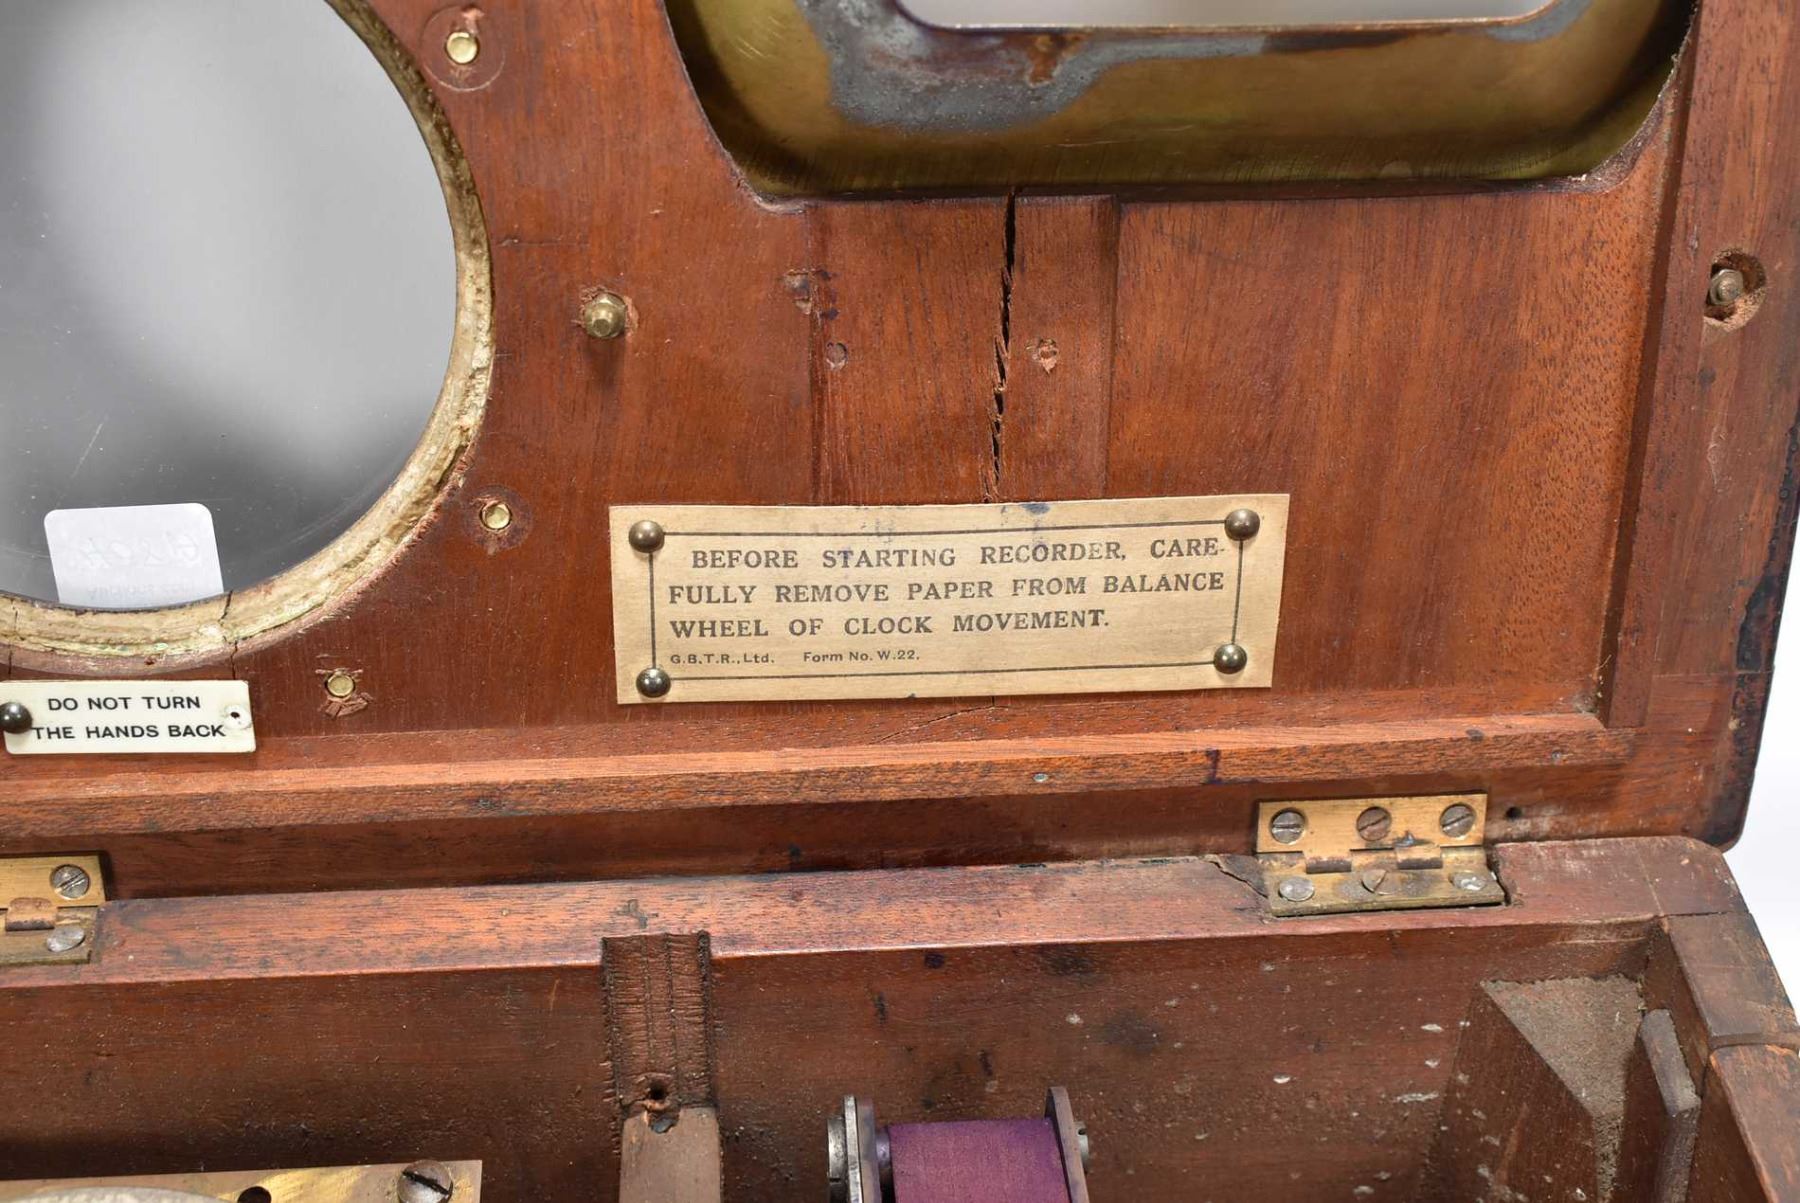 BEFORE STARTING RECORDER, CARE-
FULLY REMOVE PAPER FROM BALANCE
WHEEL OF CLOCK MOVEMENT.
G.B.T.R., Ltd. Form No. W.22.
DO NOT TURN
THE HANDS BACK